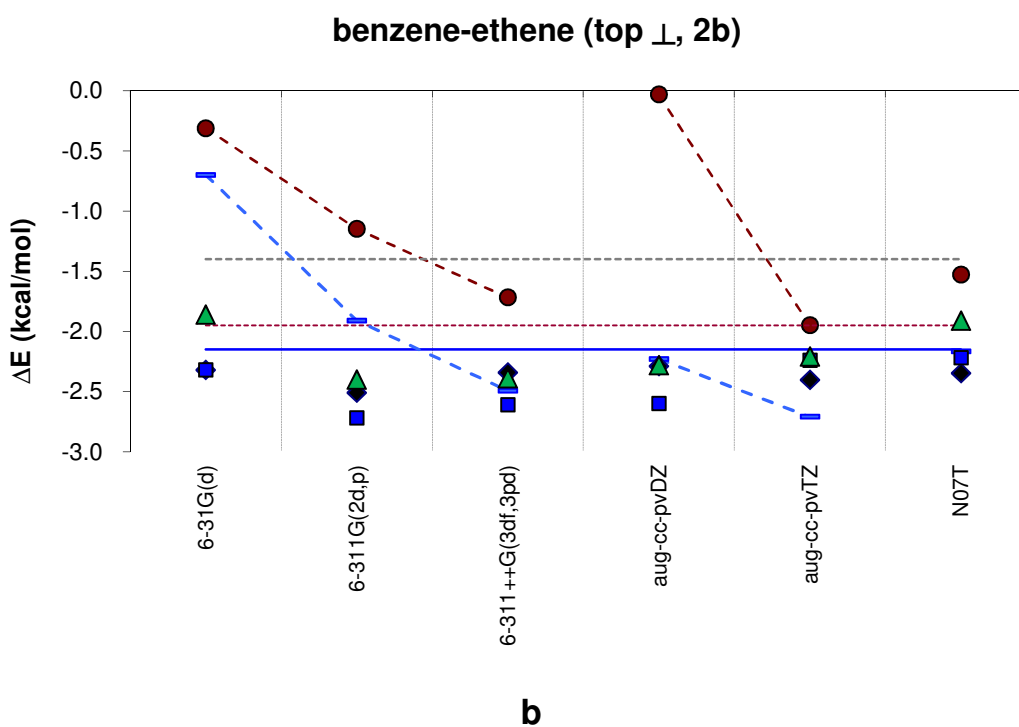 benzene-ethene (top ⊥, 2b)
ΔE (kcal/mol)
0.0
-0.5
-1.0
-1.5
-2.0
-2.5
-3.0
6-31G(d)
6-311G(2d,p)
6-311++G(3df,3pd)
aug-cc-pvDZ
aug-cc-pvTZ
N07T
b